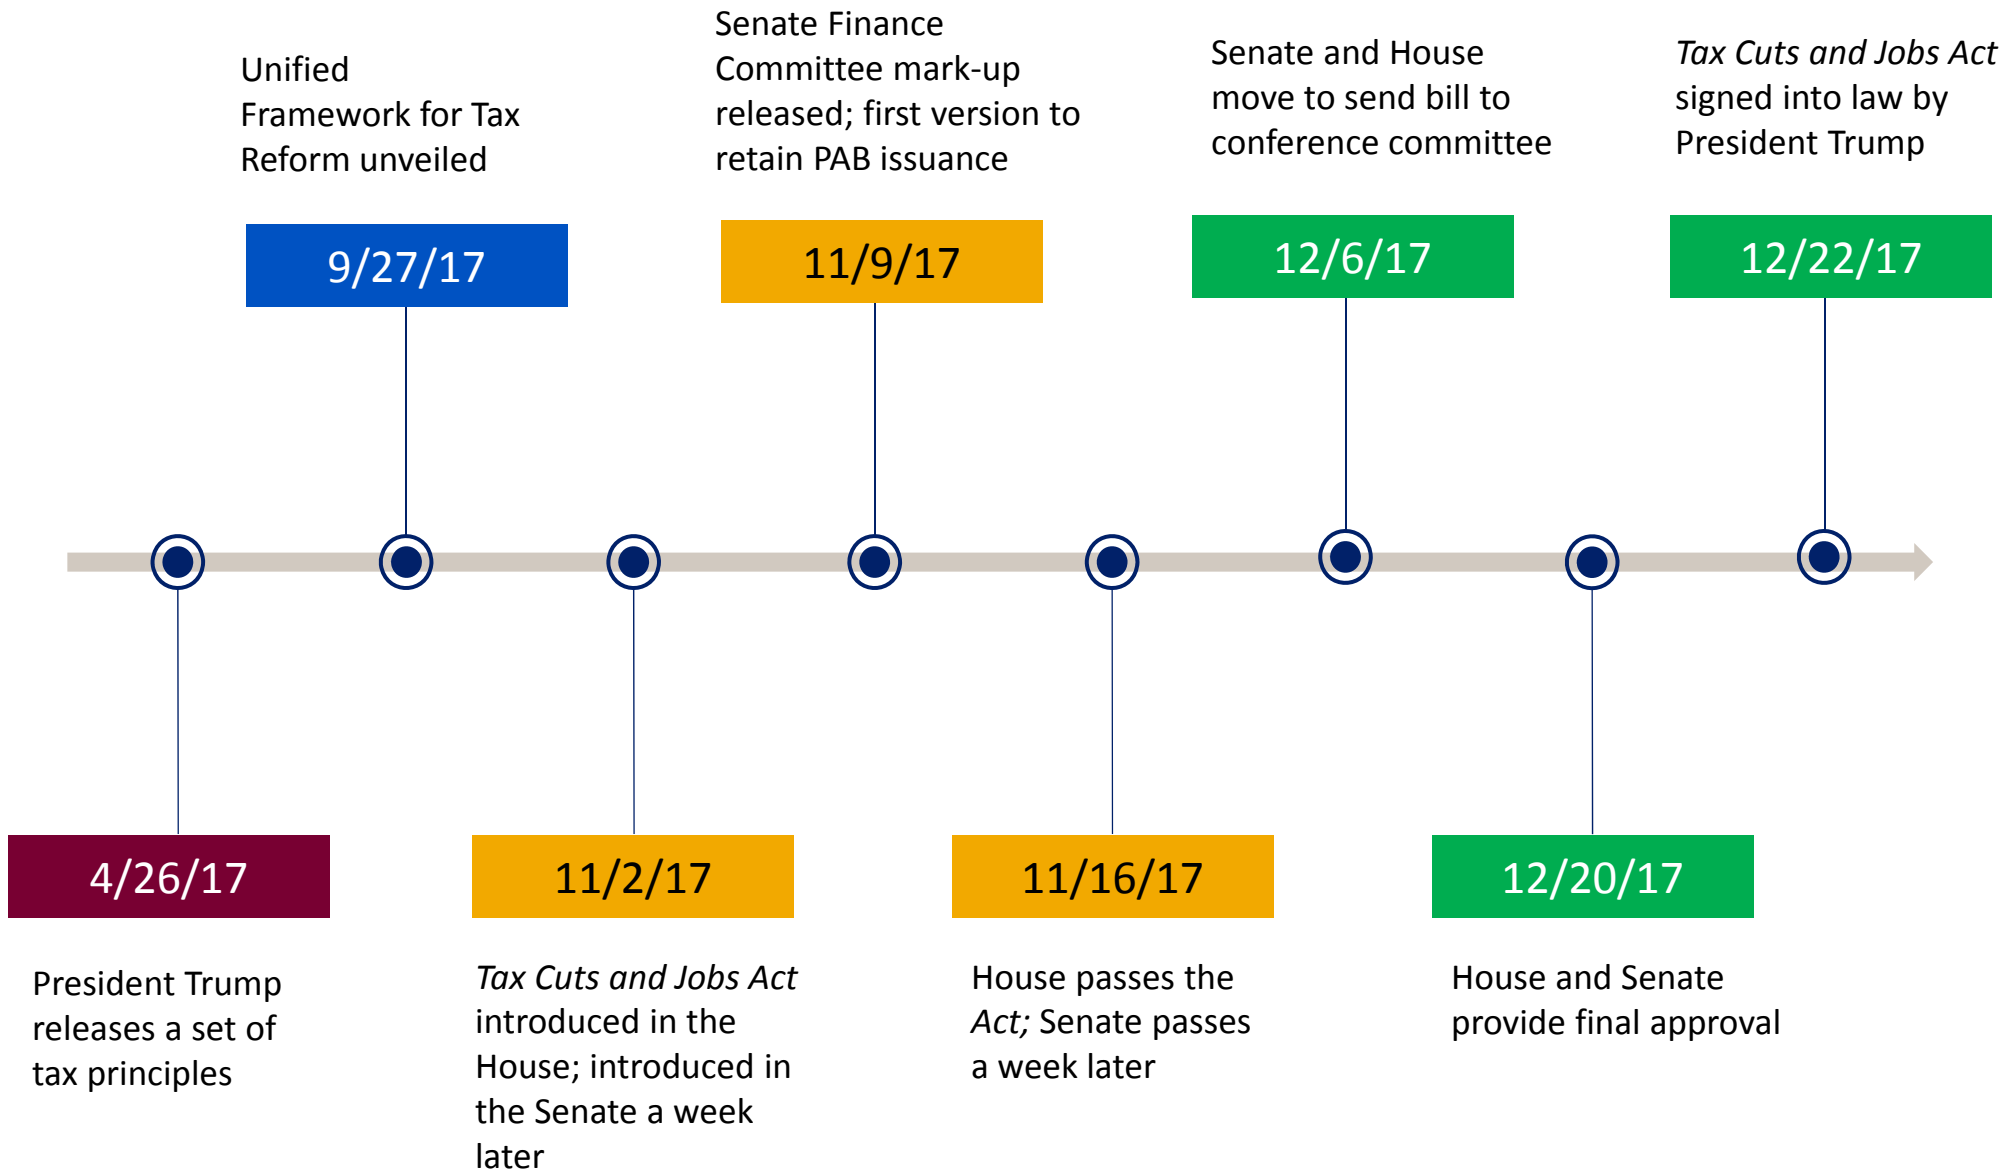 Unified
Framework for Tax
Reform unveiled
9/27/17
Senate Finance
Committee mark-up
released; first version to
retain PAB issuance
11/9/17
Senate and House
move to send bill to
conference committee
12/6/17
Tax Cuts and Jobs Act
signed into law by
President Trump
12/22/17
4/26/17
President Trump
releases a set of
tax principles
11/2/17
Tax Cuts and Jobs Act
introduced in the
House; introduced in
the Senate a week
later
11/16/17
House passes the
Act; Senate passes
a week later
12/20/17
House and Senate
provide final approval